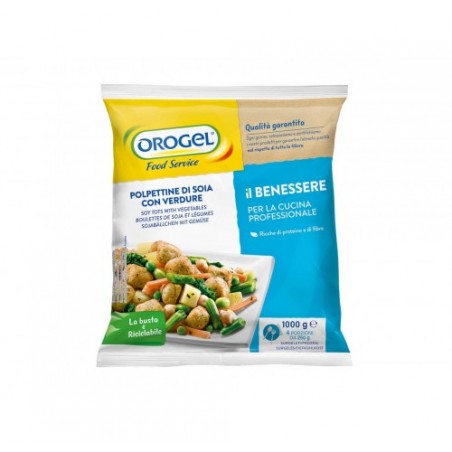 OROGEL
Food Service
Qualità garantita
POLPETTINE DI SOIA
CON VERDURE
SOY TOTS WITH VEGETABLES
BOULETTES DE SOJA ET LÉGUMES
SOJABÄLLCHEN MIT GEMÜSE
il BENESSERE
PER LA CUCINA
PROFESSIONALE
Ricche di proteine e di fibre
La busta è
Riciclabile
1000 g e